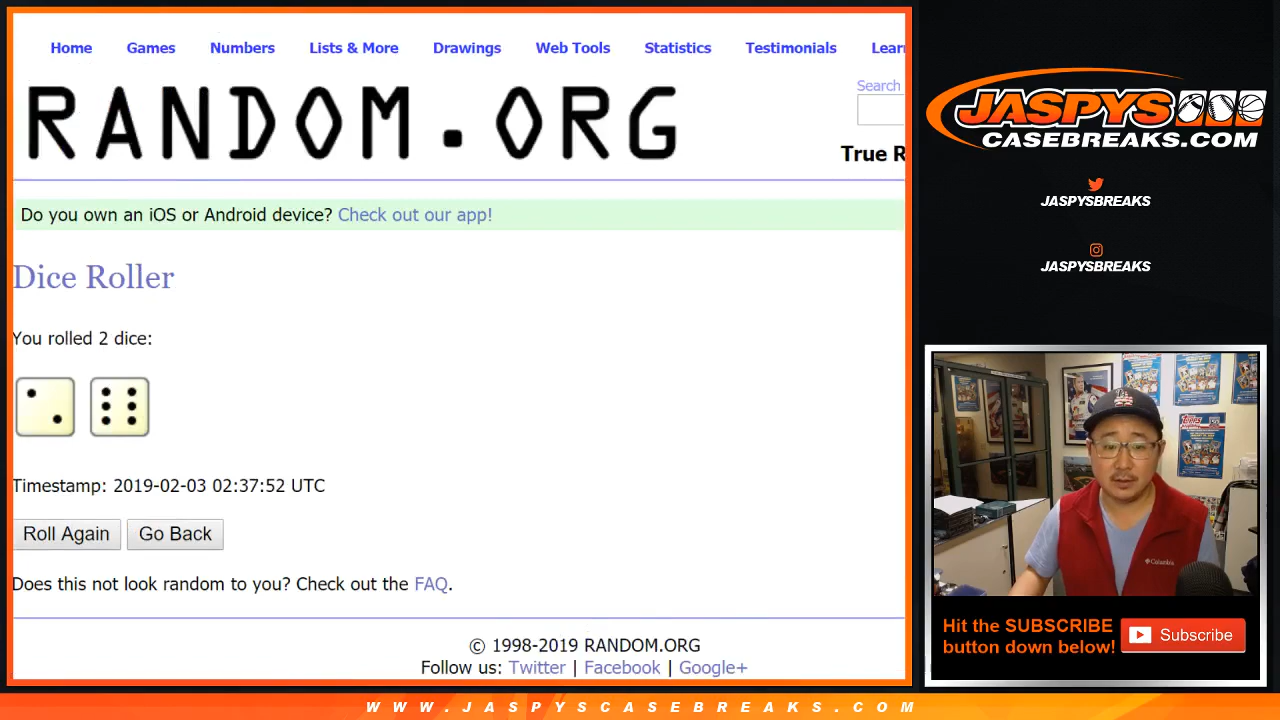 Home Games Numbers Lists & More Drawings Web Tools Statistics Testimonials Lear
RANDOM.ORG
Search
True R
Do you own an iOS or Android device? Check out our app!
Dice Roller
You rolled 2 dice:
Timestamp: 2019-02-03 02:37:52 UTC
Roll Again Go Back
Does this not look random to you? Check out the FAQ.
© 1998-2019 RANDOM.ORG
Follow us: Twitter | Facebook | Google+
JASPYS
CASEBREAKS.COM
JASPYSBREAKS
JASPYSBREAKS
Columbia
Hit the SUBSCRIBE
button down below!
Subscribe
WWW.JASPYSCASEBREAKS.COM